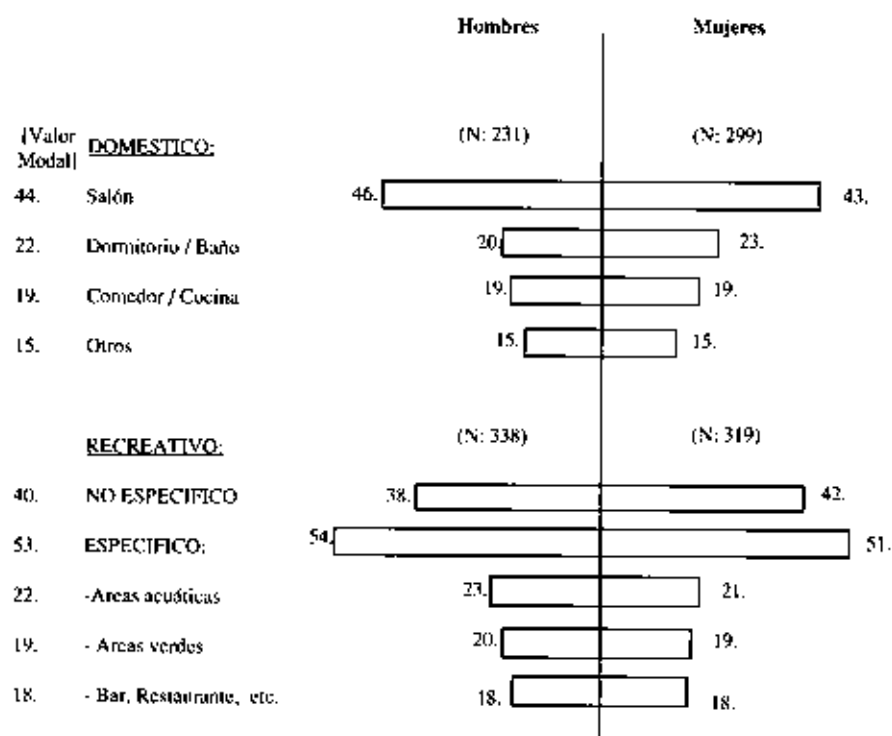 Hombres Mujeres
[Valor Modal] DOMESTICO: (N: 231) (N: 299)
44. Salón 46. 43.
22. Dormitorio / Baño 20. 23.
19. Comedor / Cocina 19. 19.
15. Otros 15. 15.
RECREATIVO: (N: 338) (N: 319)
40. NO ESPECIFICO 38. 42.
53. ESPECIFICO: 54. 51.
22. -Areas acuáticas 23. 21.
19. - Areas verdes 20. 19.
18. - Bar, Restaurante, etc. 18. 18.